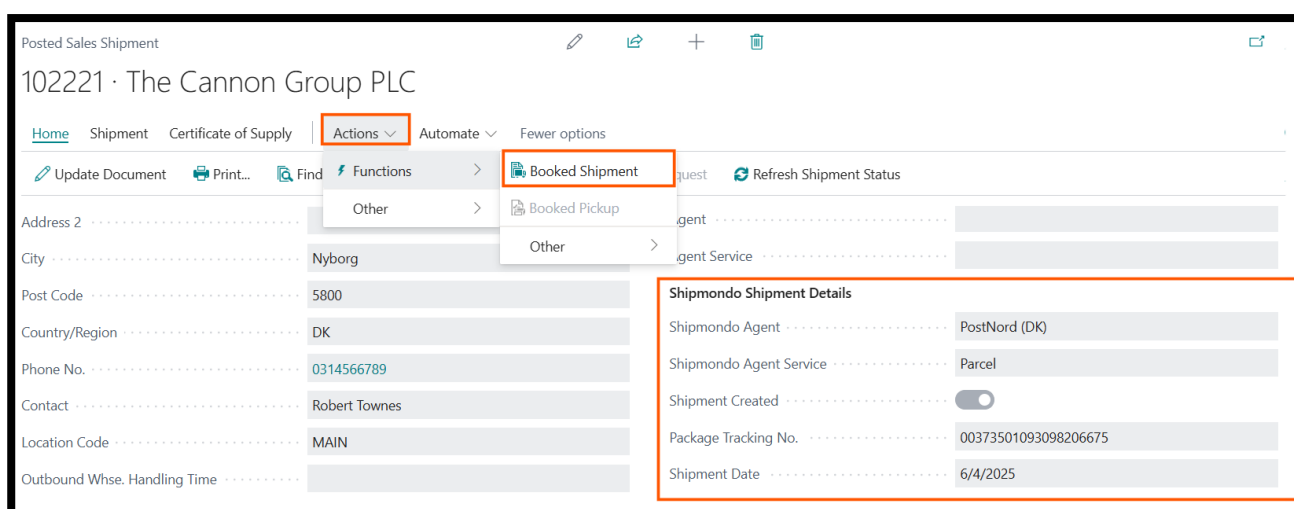 Posted Sales Shipment
102221 · The Cannon Group PLC
Home Shipment Certificate of Supply Actions Automate Fewer options
Update Document Print... Find Functions Booked Shipment quest Refresh Shipment Status
Address 2 Other Booked Pickup gent
City Nyborg Other gent Service
Post Code 5800 Shipmondo Shipment Details
Country/Region DK Shipmondo Agent PostNord (DK)
Phone No. 0314566789 Shipmondo Agent Service Parcel
Contact Robert Townes Shipment Created
Location Code MAIN Package Tracking No. 00373501093098206675
Outbound Whse. Handling Time Shipment Date 6/4/2025